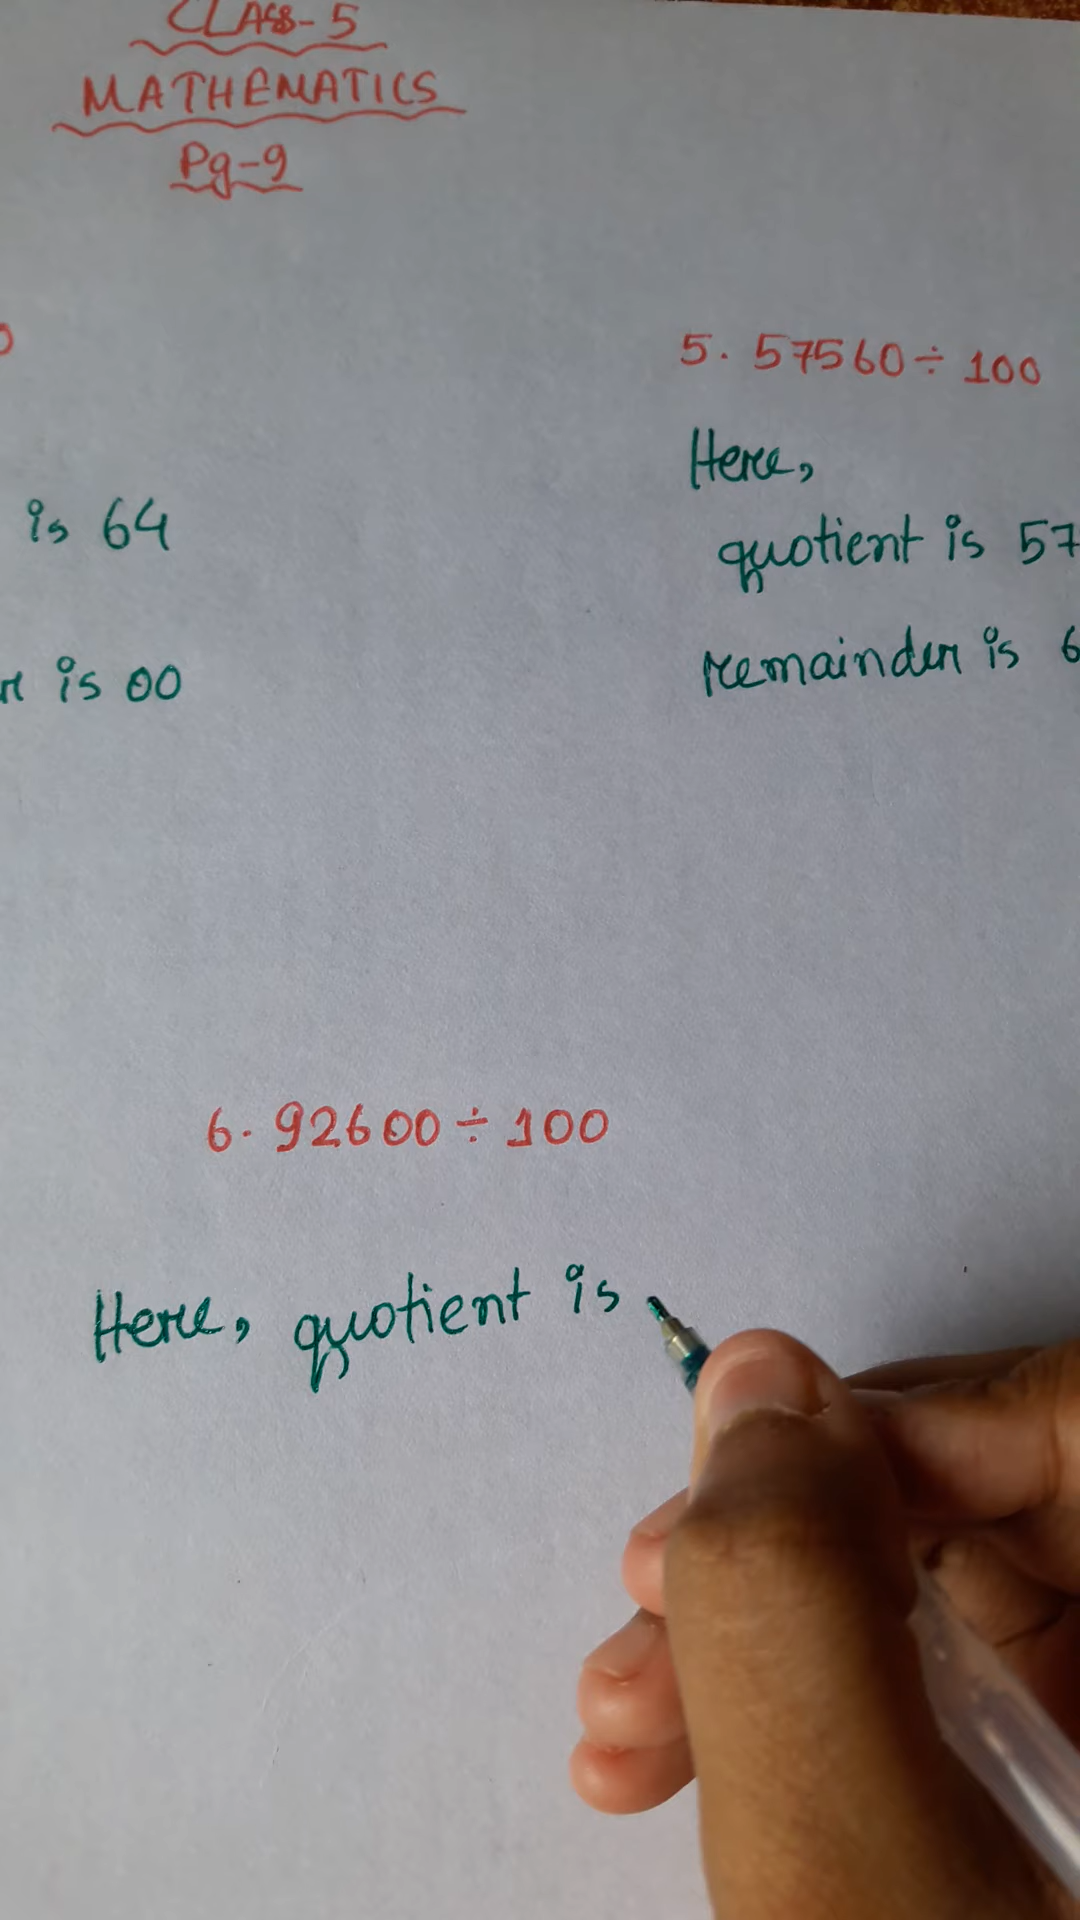 CLASS-5
MATHEMATICS
Pg-9
0
is 64
is 00
5. 57560 ÷ 100
Here,
quotient is 57
remainder is 6
6. 92600 ÷ 100
Here, quotient is